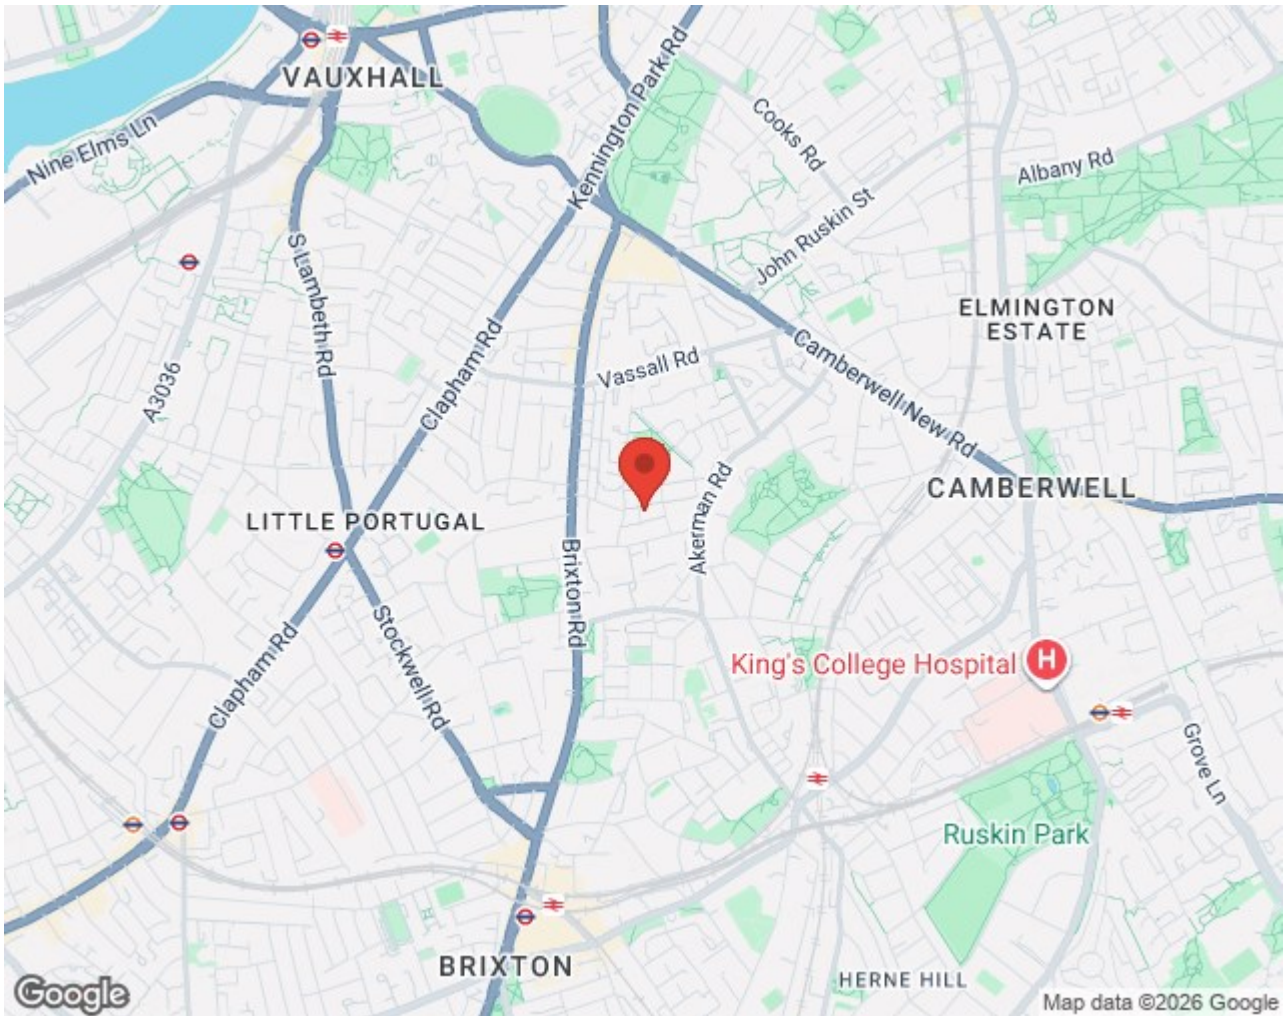 VAUXHALL
Nine Elms Ln
Kennington Park Rd
Cooks Rd
Albany Rd
John Ruskin St
S Lambeth Rd
ELMINGTON
ESTATE
A3036
Clapham Rd
Vassall Rd
Camberwell New Rd
CAMBERWELL
LITTLE PORTUGAL
Akerman Rd
Brixton Rd
Stockwell Rd
Clapham Rd
King's College Hospital
H
Grove Ln
Ruskin Park
BRIXTON
HERNE HILL
Google
Map data ©2026 Google